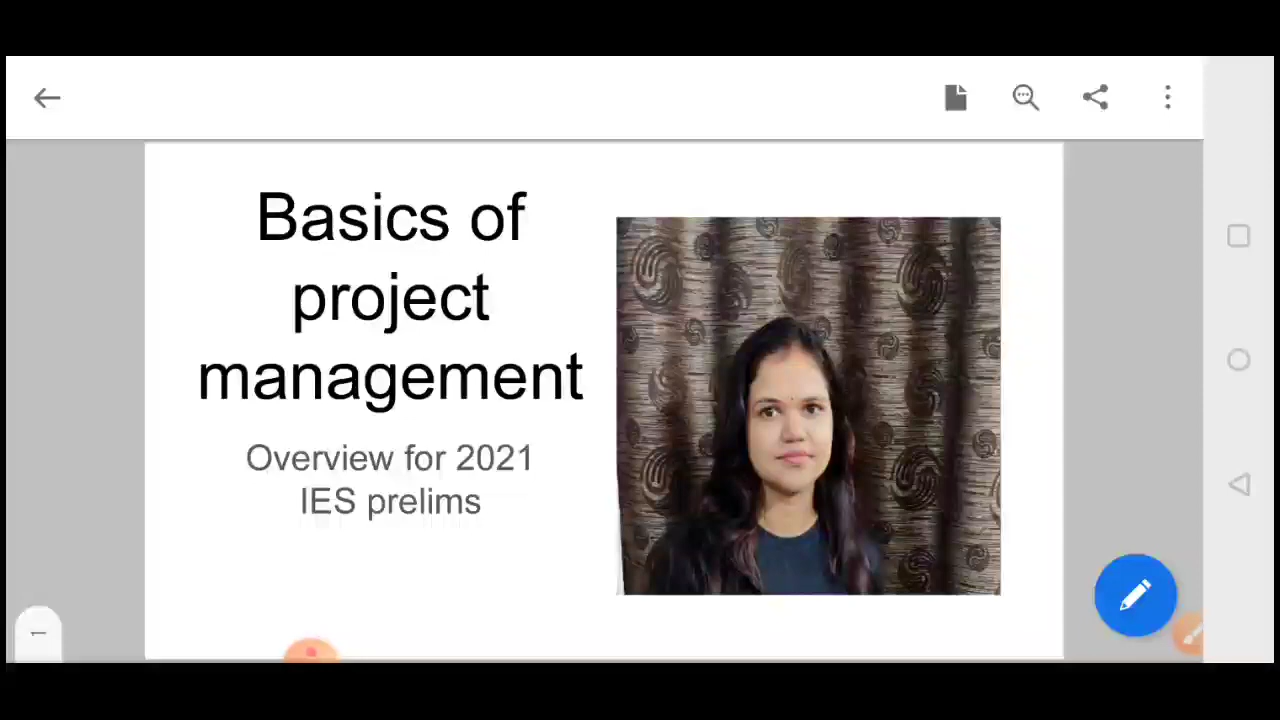 Basics of
project
management
Overview for 2021
IES prelims